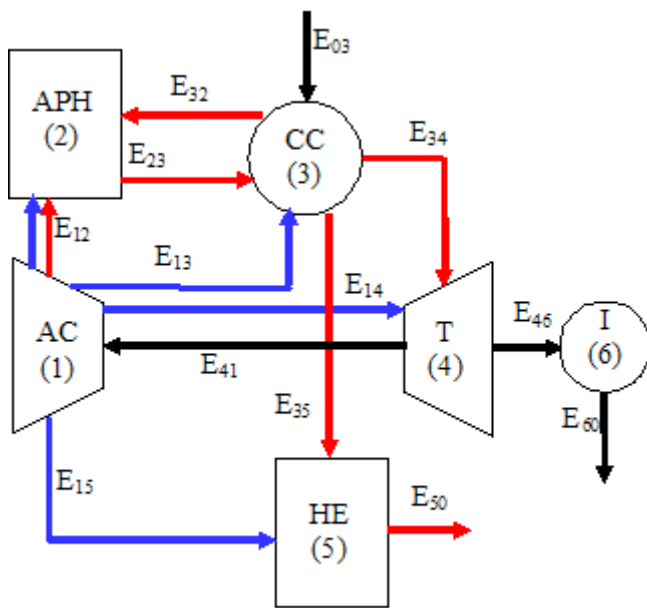 E₀₃
APH
(2)
E₃₂
CC
(3)
E₃₄
E₂₃
E₁₂
E₁₃
E₁₄
AC
(1)
E₄₁
T
(4)
E₄₆
I
(6)
E₃₅
E₆₀
E₁₅
HE
(5)
E₅₀